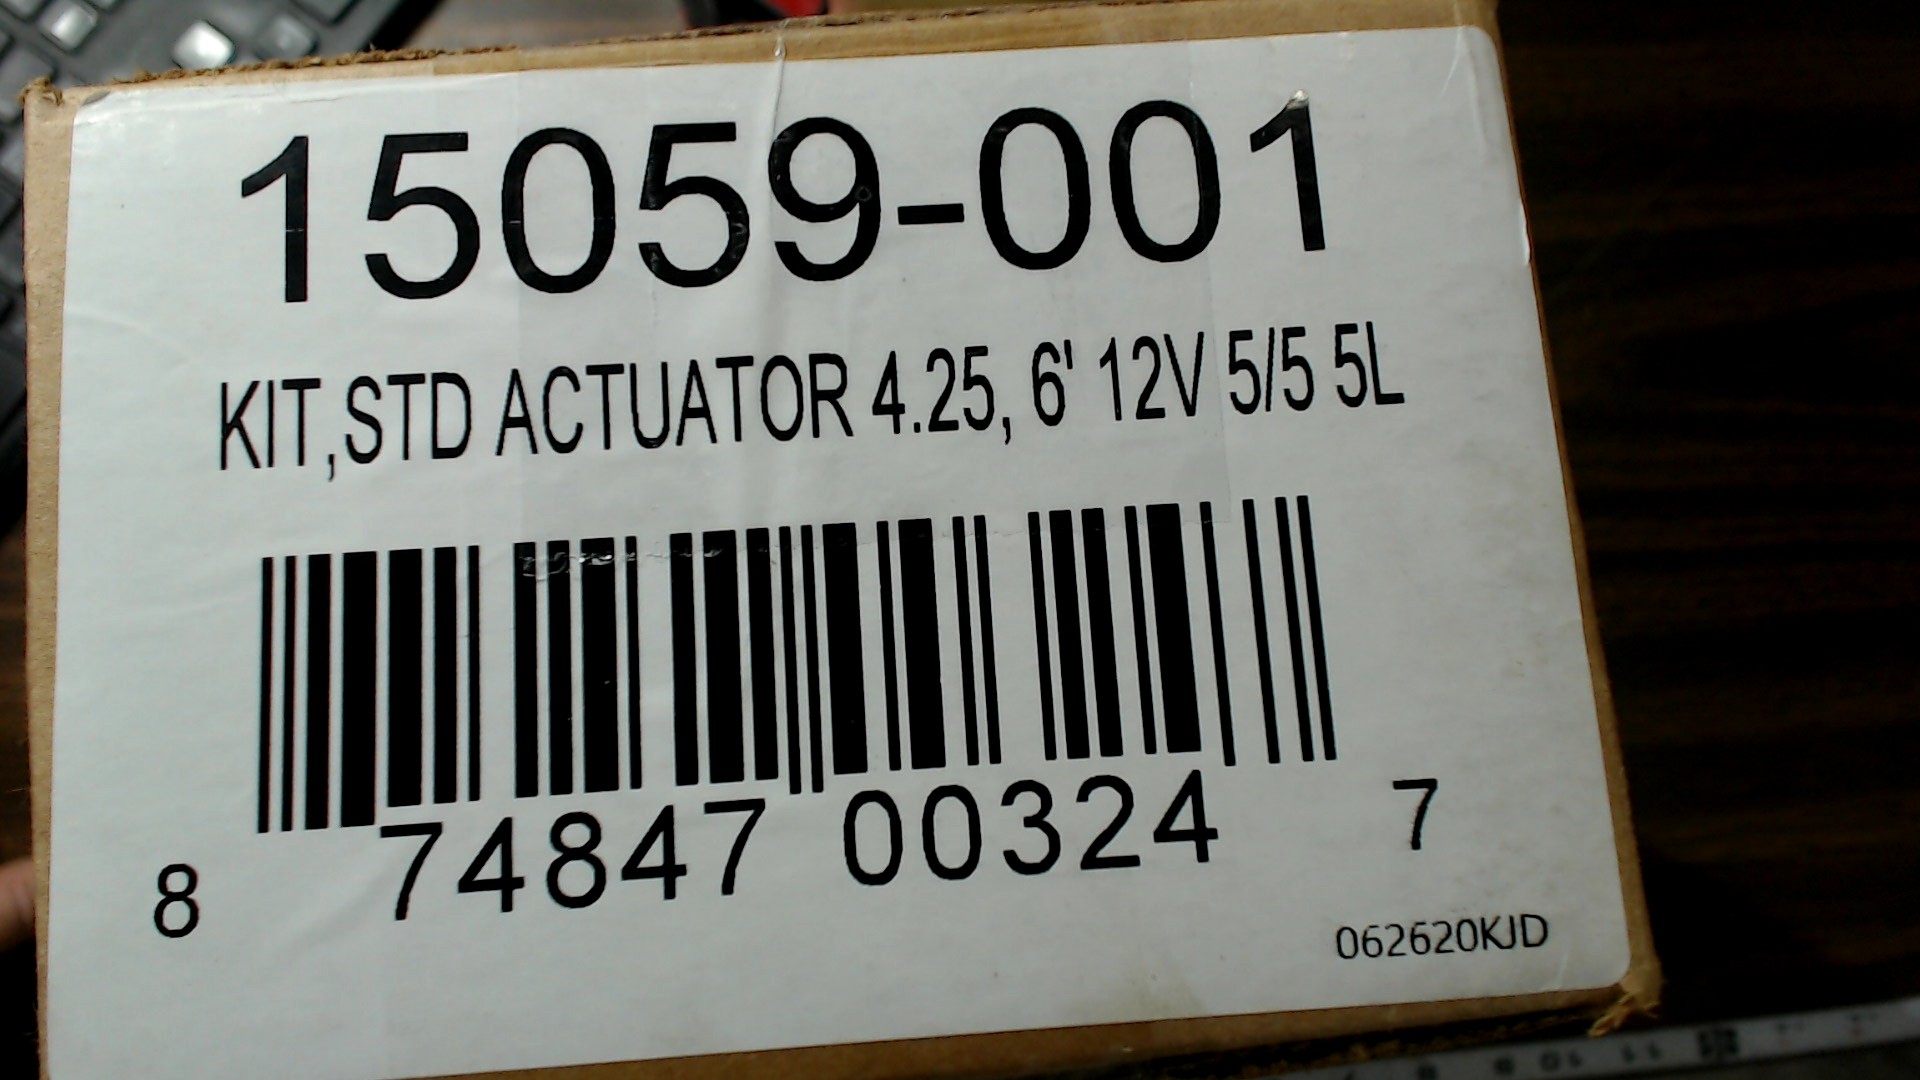 15059-001
KIT,STD ACTUATOR 4.25, 6' 12V 5/5 5L
8 74847 00324 7
062620KJD